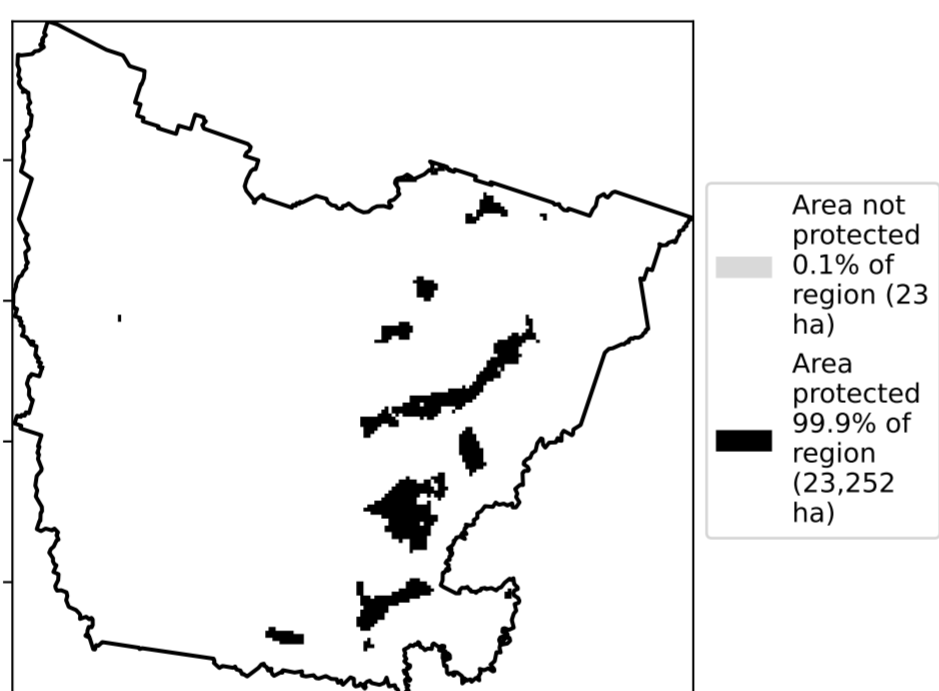 Area not
protected
0.1% of
region (23
ha)
Area
protected
99.9% of
region
(23,252
ha)